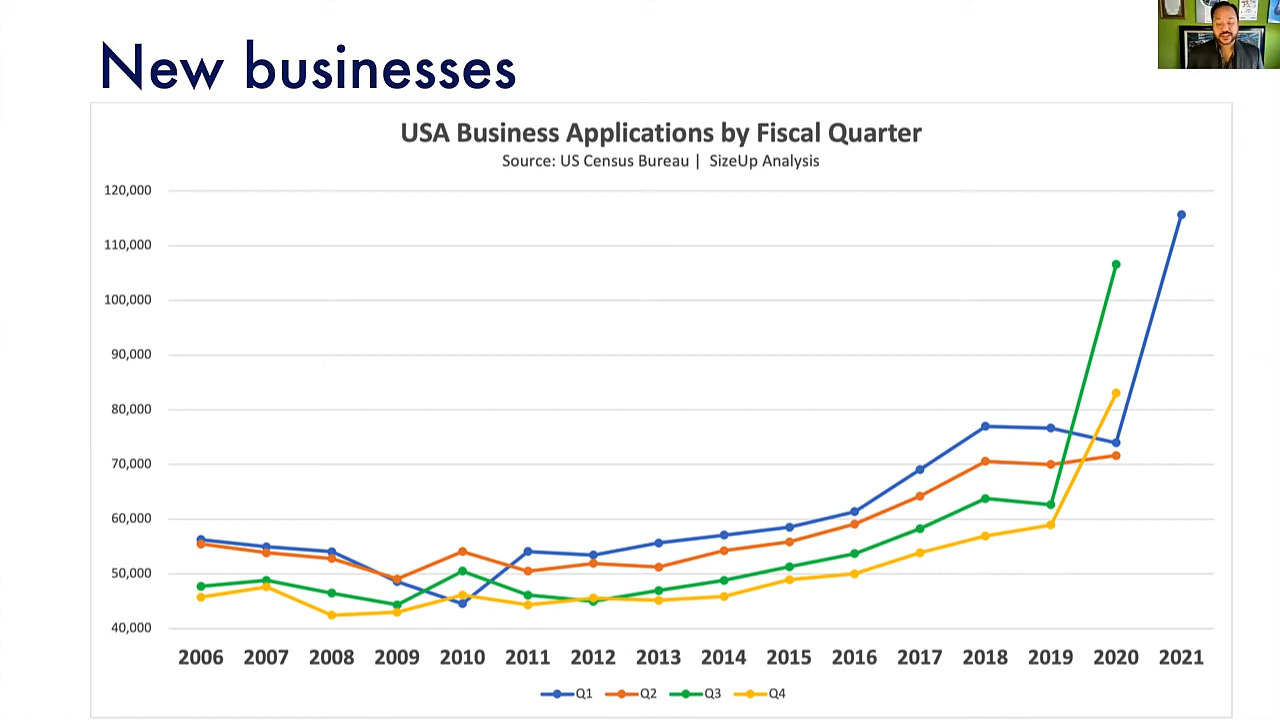 New businesses
USA Business Applications by Fiscal Quarter
Source: US Census Bureau | SizeUp Analysis
120,000
110,000
100,000
90,000
80,000
70,000
60,000
50,000
40,000
2006 2007 2008 2009 2010 2011 2012 2013 2014 2015 2016 2017 2018 2019 2020 2021
Q1 Q2 Q3 Q4